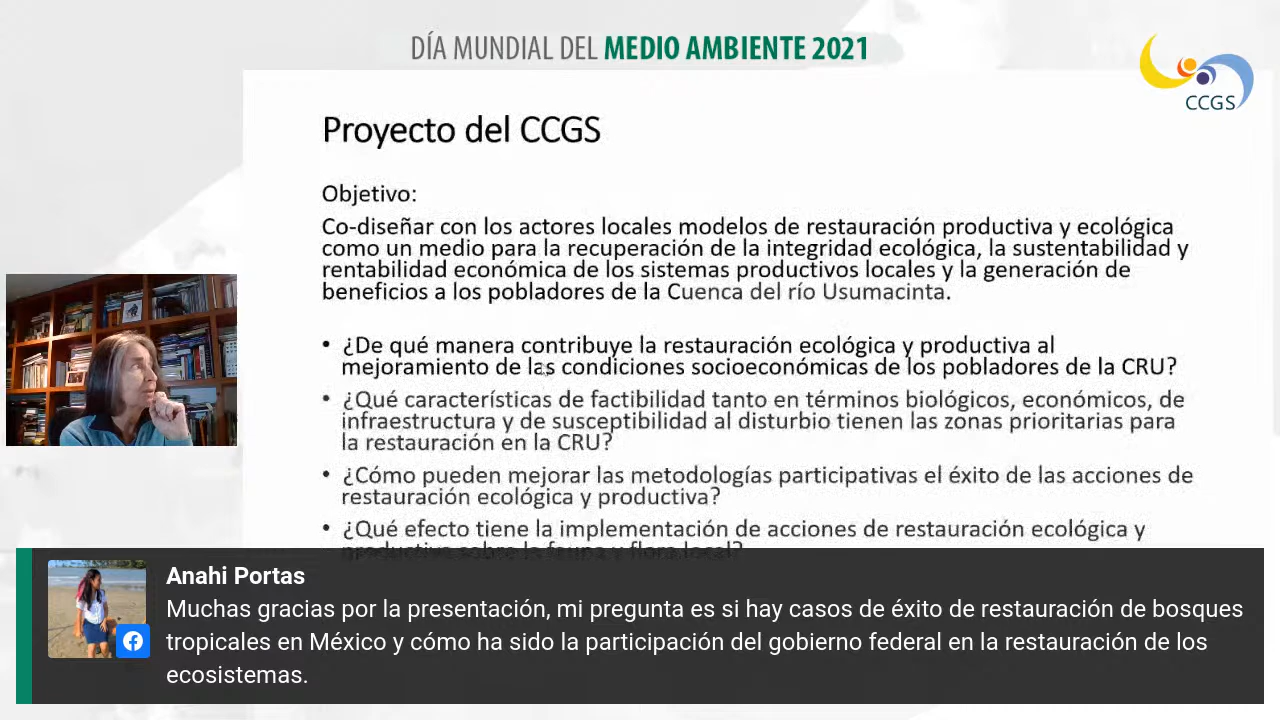 DÍA MUNDIAL DEL MEDIO AMBIENTE 2021
CCGS
Proyecto del CCGS
Objetivo:
Co-diseñar con los actores locales modelos de restauración productiva y ecológica
como un medio para la recuperación de la integridad ecológica, la sustentabilidad y
rentabilidad económica de los sistemas productivos locales y la generación de
beneficios a los pobladores de la Cuenca del río Usumacinta.
• ¿De qué manera contribuye la restauración ecológica y productiva al
mejoramiento de las condiciones socioeconómicas de los pobladores de la CRU?
• ¿Qué características de factibilidad tanto en términos biológicos, económicos, de
infraestructura y de susceptibilidad al disturbio tienen las zonas prioritarias para
la restauración en la CRU?
• ¿Cómo pueden mejorar las metodologías participativas el éxito de las acciones de
restauración ecológica y productiva?
• ¿Qué efecto tiene la implementación de acciones de restauración ecológica y
productiva sobre la fauna y flora local?
Anahi Portas
Muchas gracias por la presentación, mi pregunta es si hay casos de éxito de restauración de bosques
tropicales en México y cómo ha sido la participación del gobierno federal en la restauración de los
ecosistemas.